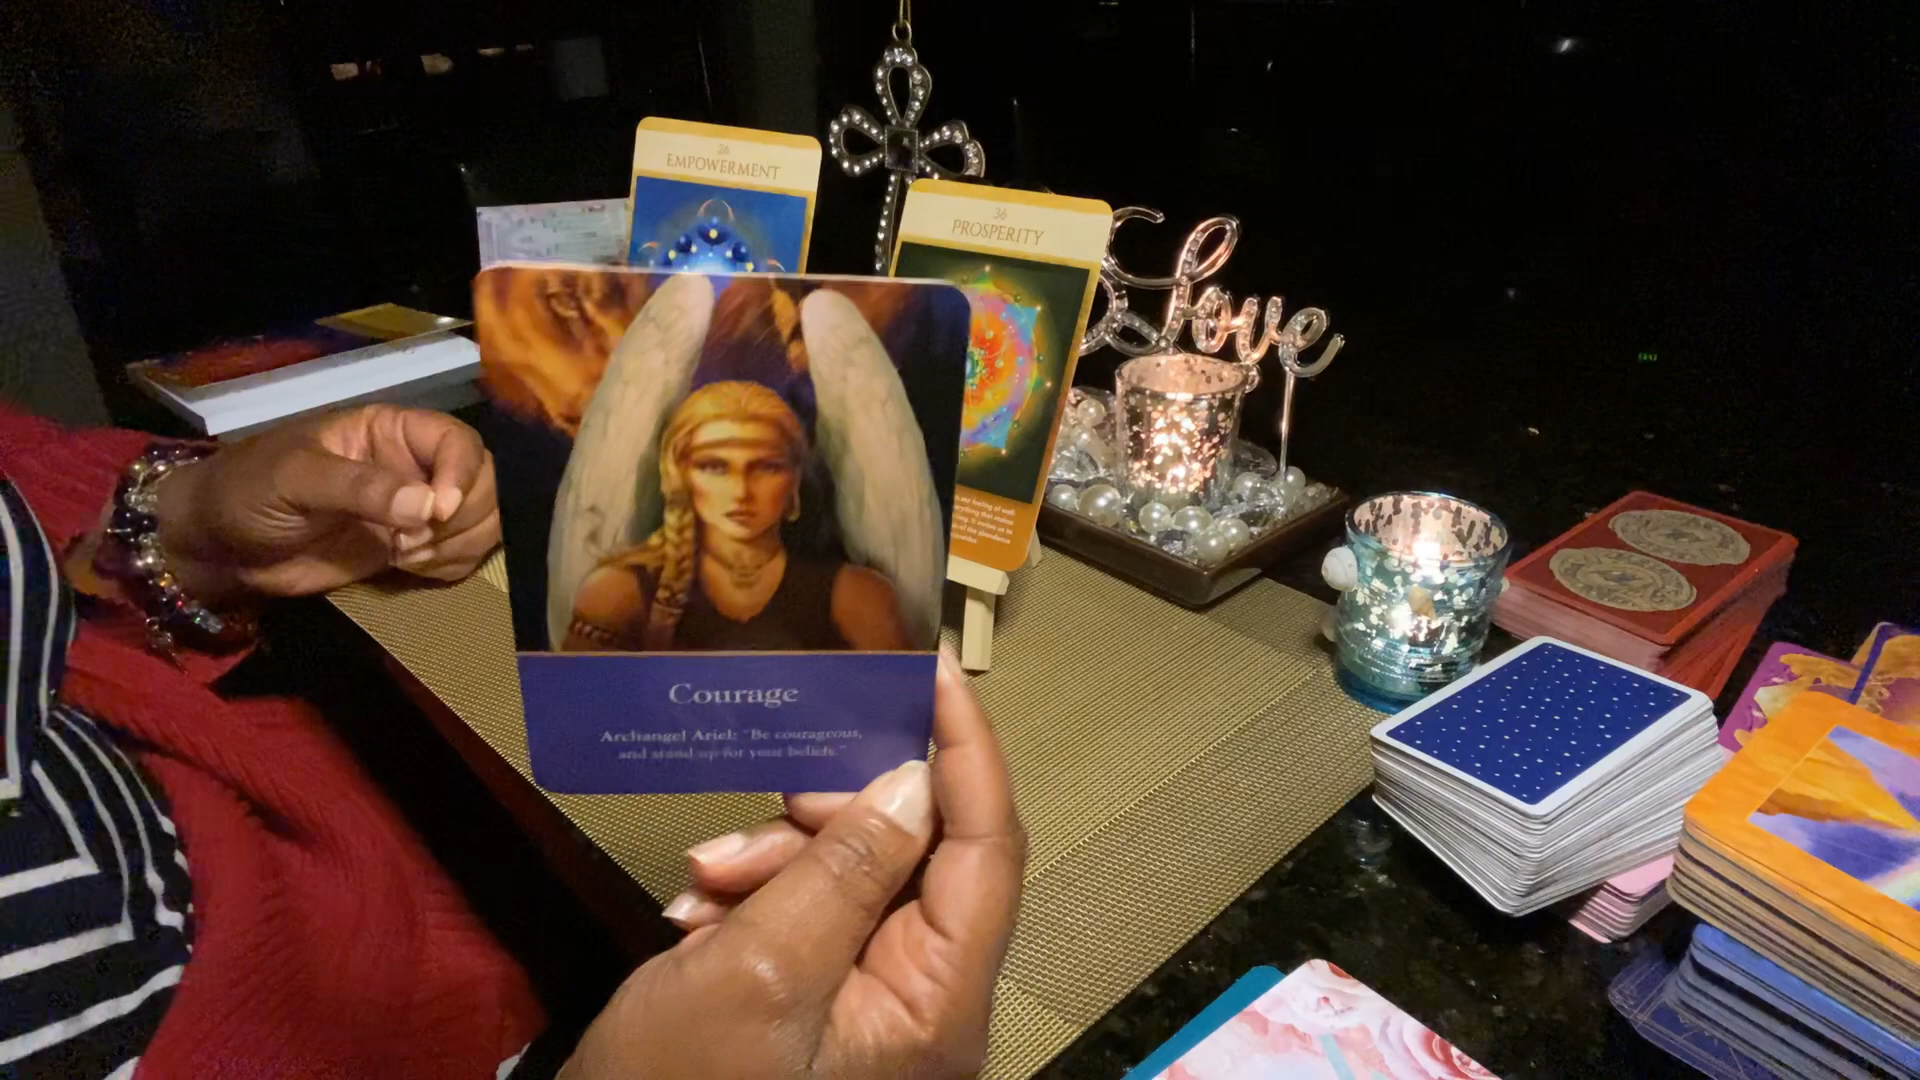 26
EMPOWERMENT
36
PROSPERITY
Love
Courage
Archangel Ariel: "Be courageous,
and stand up for your beliefs."